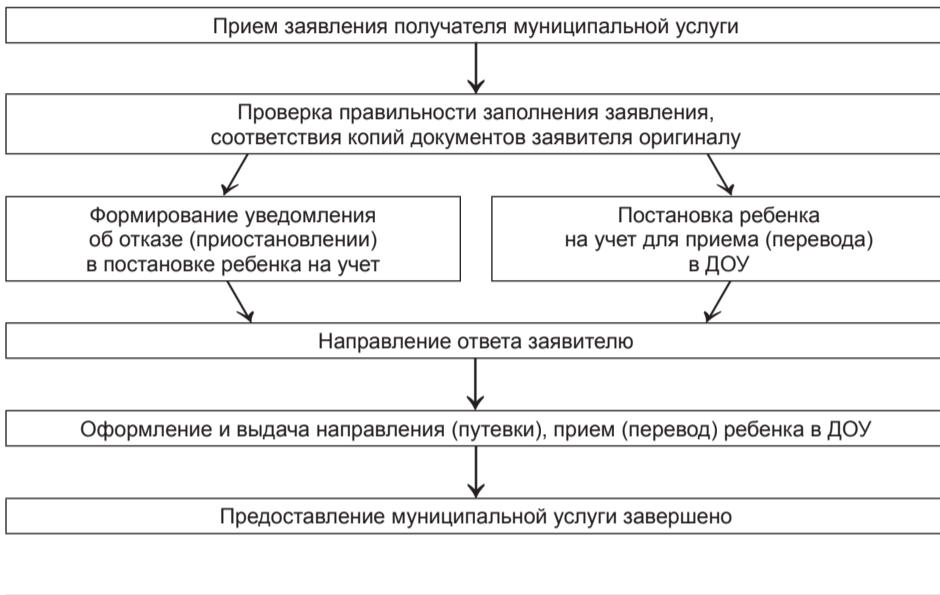 Прием заявления получателя муниципальной услуги
Проверка правильности заполнения заявления,
соответствия копий документов заявителя оригиналу
Формирование уведомления
об отказе (приостановлении)
в постановке ребенка на учет
Постановка ребенка
на учет для приема (перевода)
в ДОУ
Направление ответа заявителю
Оформление и выдача направления (путевки), прием (перевод) ребенка в ДОУ
Предоставление муниципальной услуги завершено